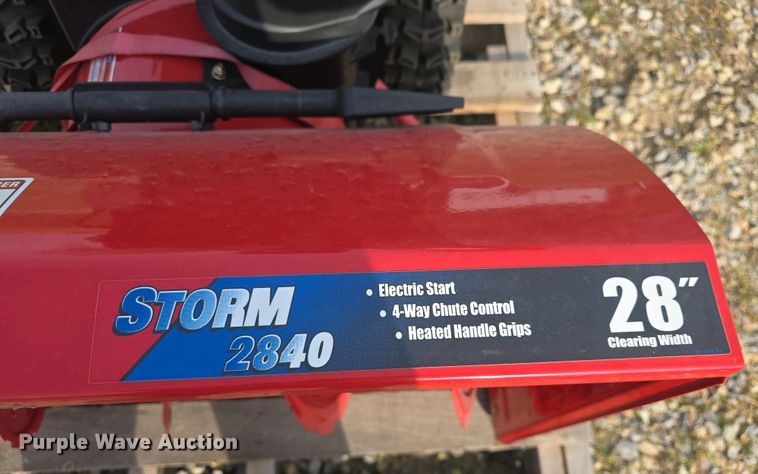 STORM
2840
• Electric Start
• 4-Way Chute Control
• Heated Handle Grips
28"
Clearing Width
Purple Wave Auction